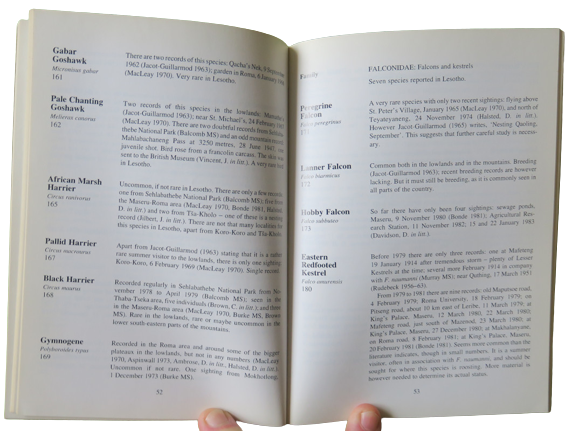 Gabar
Goshawk
Micronisus gabar
161
There are two records of this species: Qacha's Nek, 9 September
1962 (Jacot-Guillarmod 1963); garden in Roma, 8 January
(MacLeay 1970). Very rare in Lesotho.
Pale Chanting
Goshawk
Melierax canorus
162
Two records of this species in the lowlands:
(Jacot-Guillarmod 1963); near St. Michael's, 24 February
(MacLeay 1970). There are two doubtful records from Sehlaba-
thebe National Park (Balcomb MS) and an odd mountain record
Mahlabachaneng Pass at 3250 metres, 28 June
juvenile shot. Bird rose from a francolin carcass. The skin was
sent to the British Museum (Vincent, J. in litt.). A very rare bird
in Lesotho.
African Marsh
Harrier
Circus ranivorus
165
Uncommon, if not rare in Lesotho. There are only a few records:
one from Sehlabathebe National Park (Balcomb MS); five from
the Maseru-Roma area (MacLeay 1970, Bonde 1981, Halsted,
D. in litt.) and two from Tla-Kholo – one of these is a nesting
record (Jilbert, J. in litt.). There are not that many localities for
this species in Lesotho, apart from Koro-Koro and Tla-Kholo.
Pallid Harrier
Circus macrourus
167
Apart from Jacot-Guillarmod (1963) stating that it is a rather
rare summer visitor to the lowlands, there is only one sighting:
Koro-Koro, 6 February 1969 (MacLeay 1970). Single record.
Black Harrier
Circus maurus
168
Recorded regularly in Sehlabathebe National Park from Nov-
ember 1978 to April 1979 (Balcomb MS); seen in the
Thaba-Tseka area, five individuals (Brown, C. in litt.); and three
in the Maseru-Roma area (MacLeay 1970, Burke MS, Brown
MS). Rare in the lowlands, rare or maybe uncommon in the
lower south-eastern parts of the mountains.
Gymnogene
Polyboroides typus
169
Recorded in the Roma area and around some of the bigger
plateaus in the lowlands, but not in any numbers (MacLeay
1970, Aspinwall 1973, Ambrose, D. in litt., Halsted, D. in litt.).
Uncommon if not rare. One sighting from Mokhotlong:
1 December 1973 (Burke MS).
52
Family
FALCONIDAE: Falcons and kestrels
Seven species reported in Lesotho.
Peregrine
Falcon
Falco peregrinus
171
A very rare species with only two recent sightings: flying above
St. Peter's Village, January 1965 (MacLeay 1970), and north of
Teyateyaneng, 24 November 1974 (Halsted, D. in litt.).
However Jacot-Guillarmod (1965) writes, 'Nesting Quthing,
September'. This suggests that further careful study is neces-
sary.
Lanner Falcon
Falco biarmicus
172
Common both in the lowlands and in the mountains. Breeding
(Jacot-Guillarmod 1963); recent breeding records are however
lacking. But it must still be breeding, as it is commonly seen in
all parts of the country.
Hobby Falcon
Falco subbuteo
173
So far there have only been four sightings: sewage ponds,
Maseru, 9 November 1980 (Bonde 1981); Agricultural Re-
search Station, 11 November 1982, 15 and 22 January 1983
(Davidson, D. in litt.).
Eastern
Redfooted
Kestrel
Falco amurensis
180
Before 1979 there are only three records: one at Mafeteng
19 January 1914 after tremendous storm – plenty of Lesser
Kestrels at the time; several more February 1914 in company
with F. naumanni (Murray MS); near Quthing, 17 March 1951
(Rudebeck 1956–63).
From 1979 to 1981 there are nine records: old Maputsoe road,
4 February 1979; Roma University, 18 February 1979; on
Pitseng road, about 10 km east of Leribe, 11 March 1979; at
King's Palace, Maseru, 12 March 1980, 22 March 1980;
Mafeteng road, just south of Masianokeng, 23 March 1980; at
King's Palace, Maseru, 27 December 1980; at Makhalanyane,
on Roma road, 8 February 1981; at King's Palace, Maseru,
20 February 1981 (Bonde 1981). Seems more common than the
literature indicates, though in small numbers. It is a summer
visitor, often in association with F. naumanni, and should be
sought for where this species is roosting. More material is
however needed to determine its actual status.
53